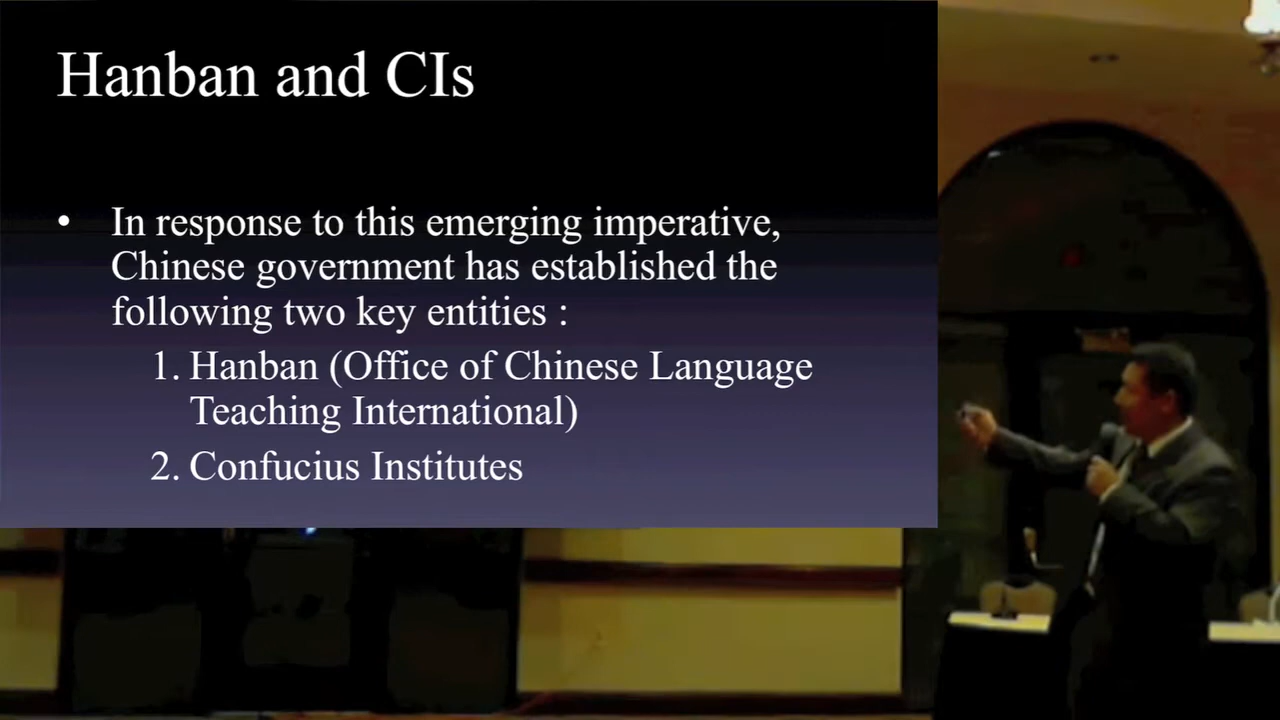 Hanban and CIs
• In response to this emerging imperative,
Chinese government has established the
following two key entities :
1. Hanban (Office of Chinese Language
Teaching International)
2. Confucius Institutes